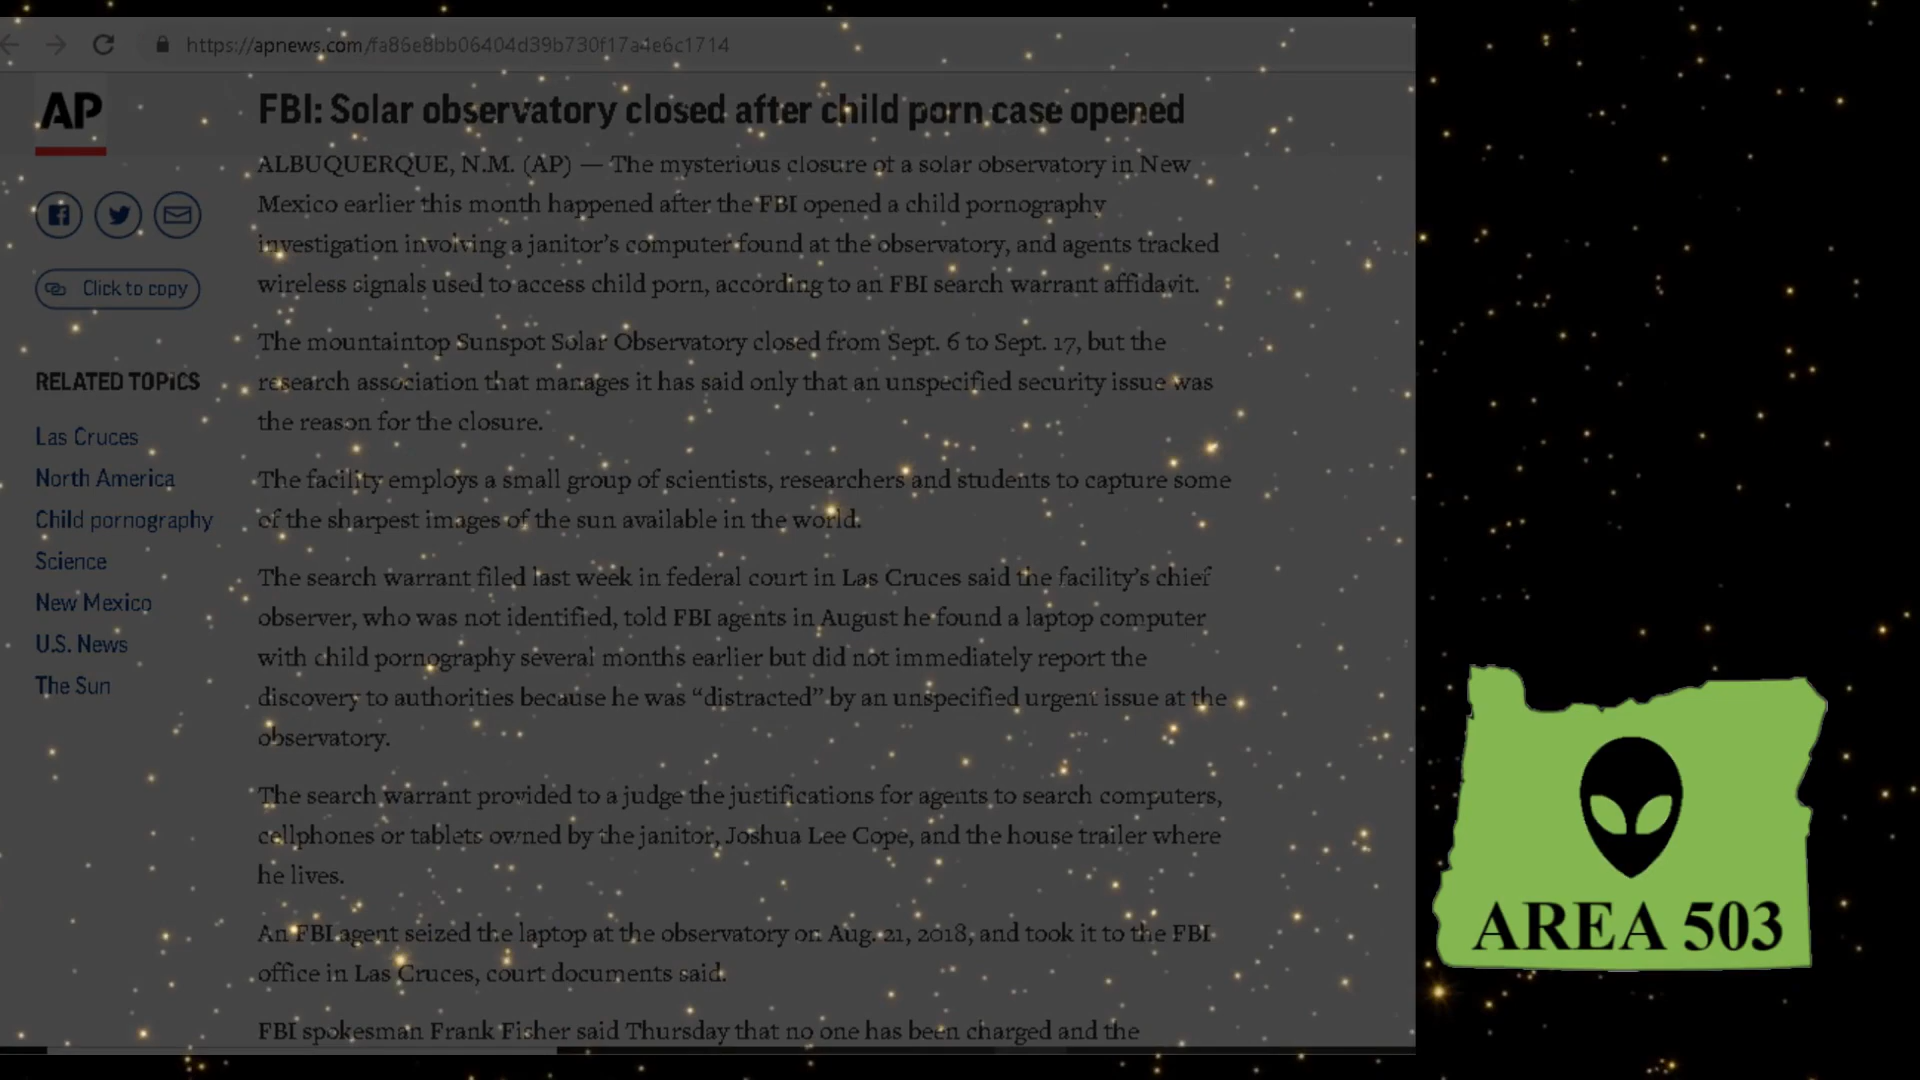 https://apnews.com/fa86e8bb06404d39b730f17a4e6c1714
AP
FBI: Solar observatory closed after child porn case opened
ALBUQUERQUE, N.M. (AP) — The mysterious closure of a solar observatory in New
Mexico earlier this month happened after the FBI opened a child pornography
investigation involving a janitor's computer found at the observatory, and agents tracked
wireless signals used to access child porn, according to an FBI search warrant affidavit.
Click to copy
The mountaintop Sunspot Solar Observatory closed from Sept. 6 to Sept. 17, but the
research association that manages it has said only that an unspecified security issue was
the reason for the closure.
RELATED TOPICS
Las Cruces
North America
Child pornography
Science
New Mexico
U.S. News
The Sun
The facility employs a small group of scientists, researchers and students to capture some
of the sharpest images of the sun available in the world.
The search warrant filed last week in federal court in Las Cruces said the facility's chief
observer, who was not identified, told FBI agents in August he found a laptop computer
with child pornography several months earlier but did not immediately report the
discovery to authorities because he was “distracted” by an unspecified urgent issue at the
observatory.
The search warrant provided to a judge the justifications for agents to search computers,
cellphones or tablets owned by the janitor, Joshua Lee Cope, and the house trailer where
he lives.
An FBI agent seized the laptop at the observatory on Aug. 21, 2018, and took it to the FBI
office in Las Cruces, court documents said.
FBI spokesman Frank Fisher said Thursday that no one has been charged and the
AREA 503